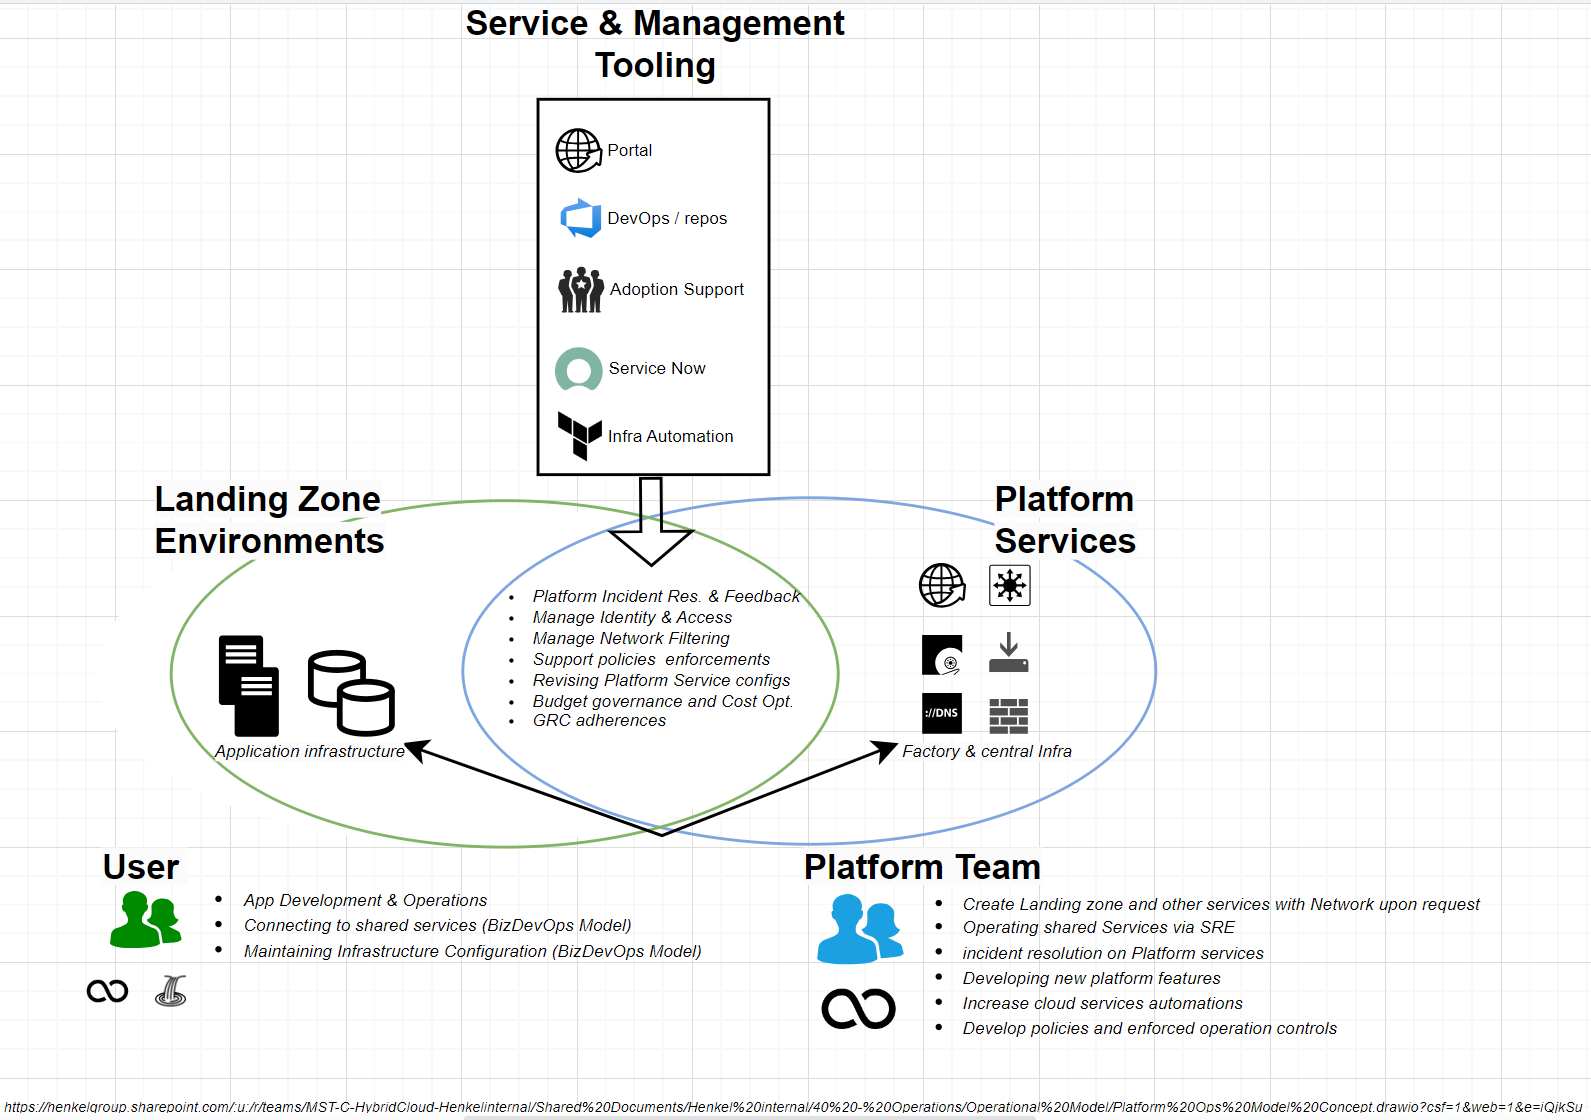 Service & Management
Tooling
Portal
DevOps / repos
Adoption Support
Service Now
Infra Automation
Landing Zone
Environments
Platform
Services
• Platform Incident Res. & Feedback
• Manage Identity & Access
• Manage Network Filtering
• Support policies  enforcements
• Revising Platform Service configs
• Budget governance and Cost Opt.
• GRC adherences
://DNS
Application infrastructure
Factory & central Infra
User
• App Development & Operations
• Connecting to shared services (BizDevOps Model)
• Maintaining Infrastructure Configuration (BizDevOps Model)
Platform Team
• Create Landing zone and other services with Network upon request
• Operating shared Services via SRE
• incident resolution on Platform services
• Developing new platform features
• Increase cloud services automations
• Develop policies and enforced operation controls
https://henkelgroup.sharepoint.com/:u:/r/teams/MST-C-HybridCloud-Henkelinternal/Shared%20Documents/Henkel%20internal/40%20-%20Operations/Operational%20Model/Platform%20Ops%20Model%20Concept.drawio?csf=1&web=1&e=iQjkSu